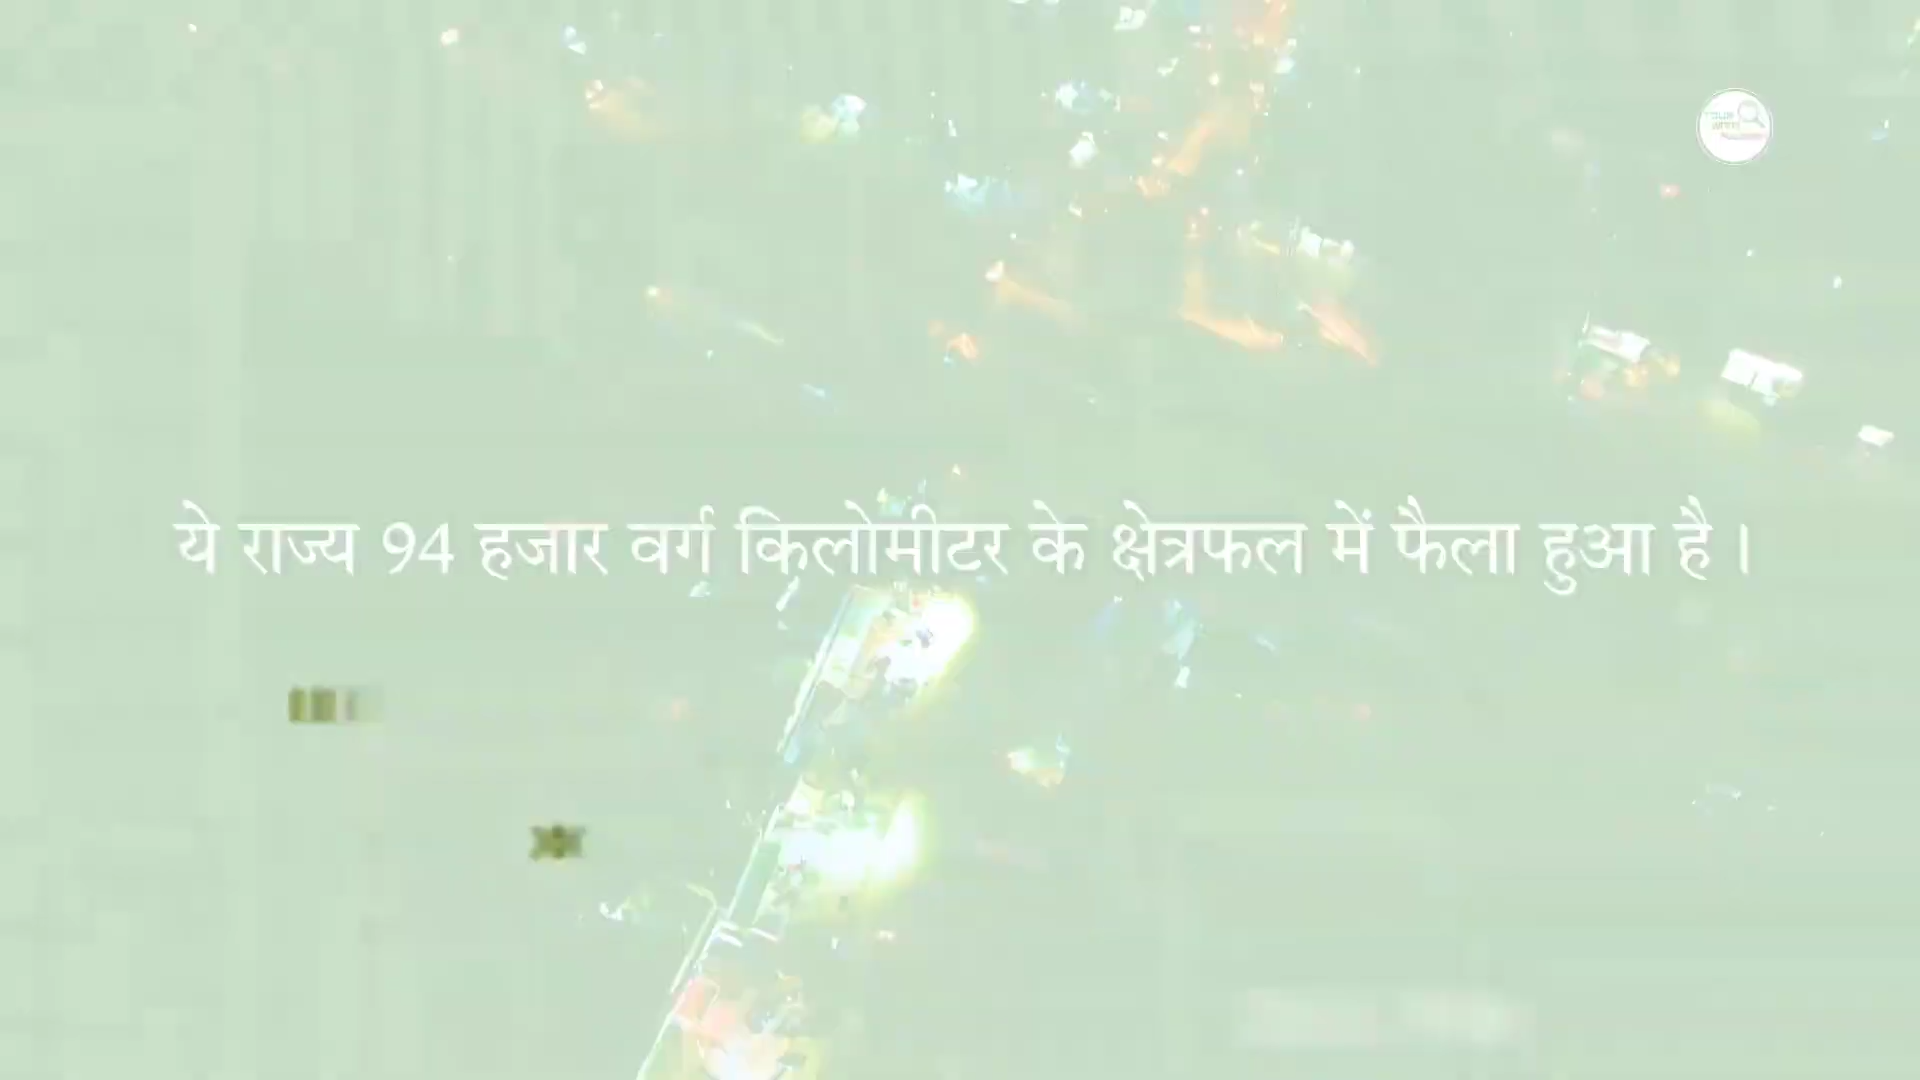 ये राज्य 94 हजार वर्ग किलोमीटर के क्षेत्रफल में फैला हुआ है।